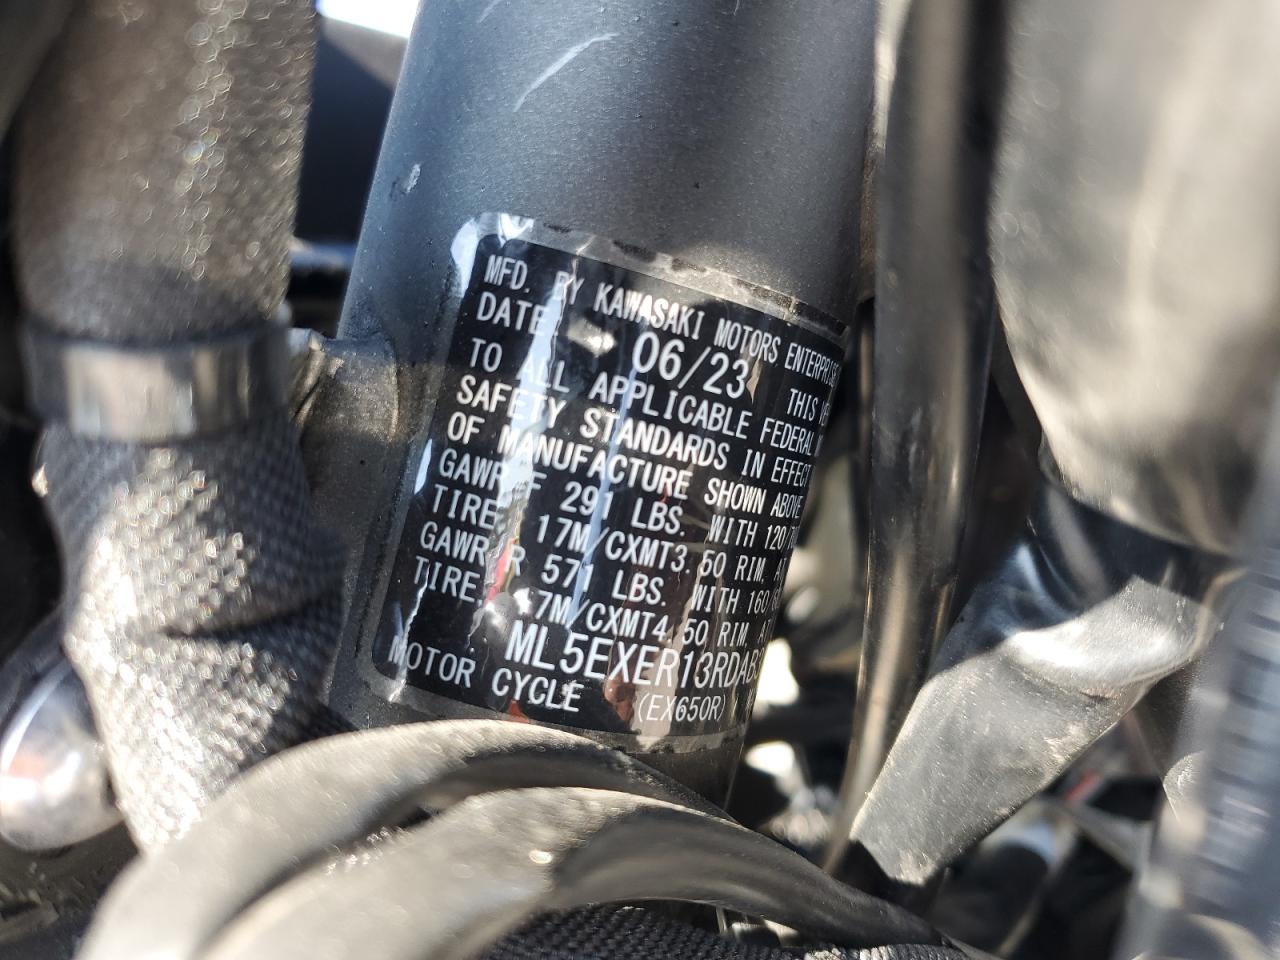 MFD. BY KAWASAKI MOTORS ENTERPRISE
DATE: 06/23 THIS
TO ALL APPLICABLE FEDERAL
SAFETY STANDARDS IN EFFECT
OF MANUFACTURE SHOWN ABOVE
GAWR F 291 LBS. WITH 120/
TIRE, 17M/CXMT3.50 RIM,
GAWR R 571 LBS. WITH 160/
TIRE, 17M/CXMT4.50 RIM,
ML5EXER13RDA
MOTOR CYCLE (EX650R)